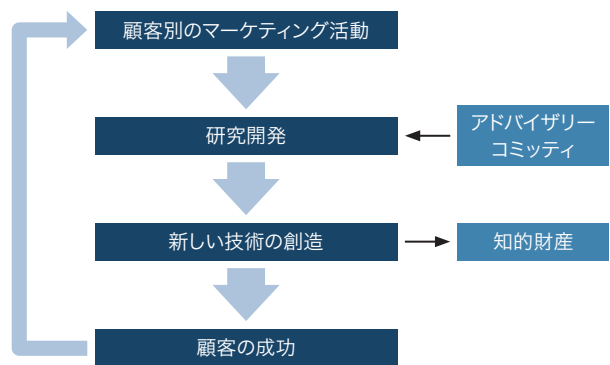 顧客別のマーケティング活動
研究開発
アドバイザリー
コミッティ
新しい技術の創造
知的財産
顧客の成功